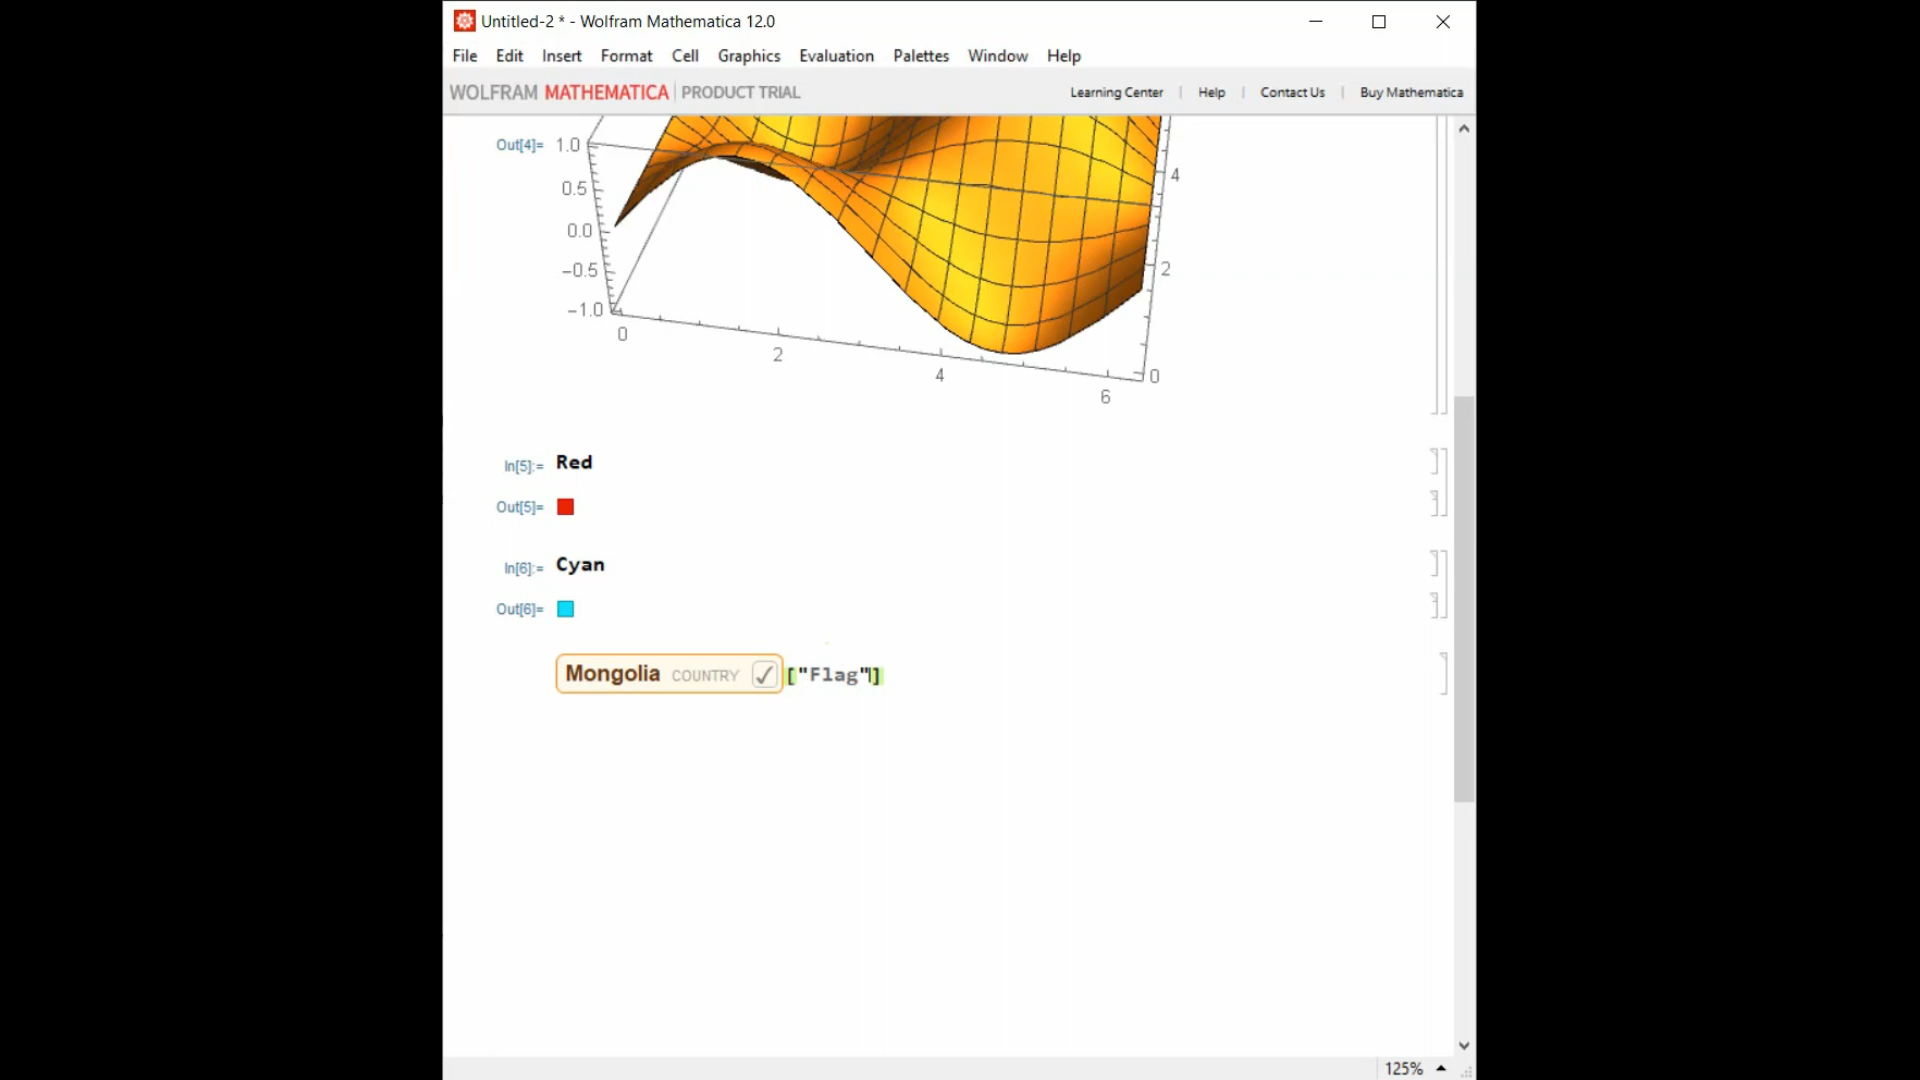 Untitled-2 * - Wolfram Mathematica 12.0
File Edit Insert Format Cell Graphics Evaluation Palettes Window Help
WOLFRAM MATHEMATICA | PRODUCT TRIAL Learning Center | Help | Contact Us | Buy Mathematica
Out[4]= 1.0
0.5
0.0
−0.5
−1.0
0
2
4
6
0
2
4
In[5]:= Red
Out[5]=
In[6]:= Cyan
Out[6]=
Mongolia COUNTRY ["Flag"]
125%